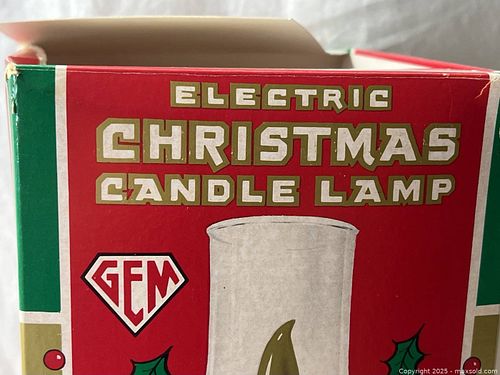 ELECTRIC
CHRISTMAS
CANDLE LAMP
GEM
Copyright 2025 - maxsold.com